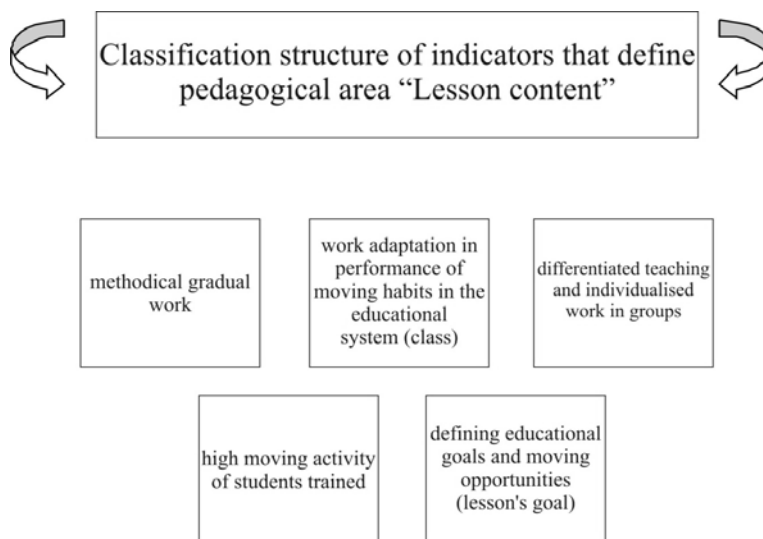 Classification structure of indicators that define
pedagogical area “Lesson content”
methodical gradual
work
work adaptation in
performance of
moving habits in the
educational
system (class)
differentiated teaching
and individualised
work in groups
high moving activity
of students trained
defining educational
goals and moving
opportunities
(lesson's goal)